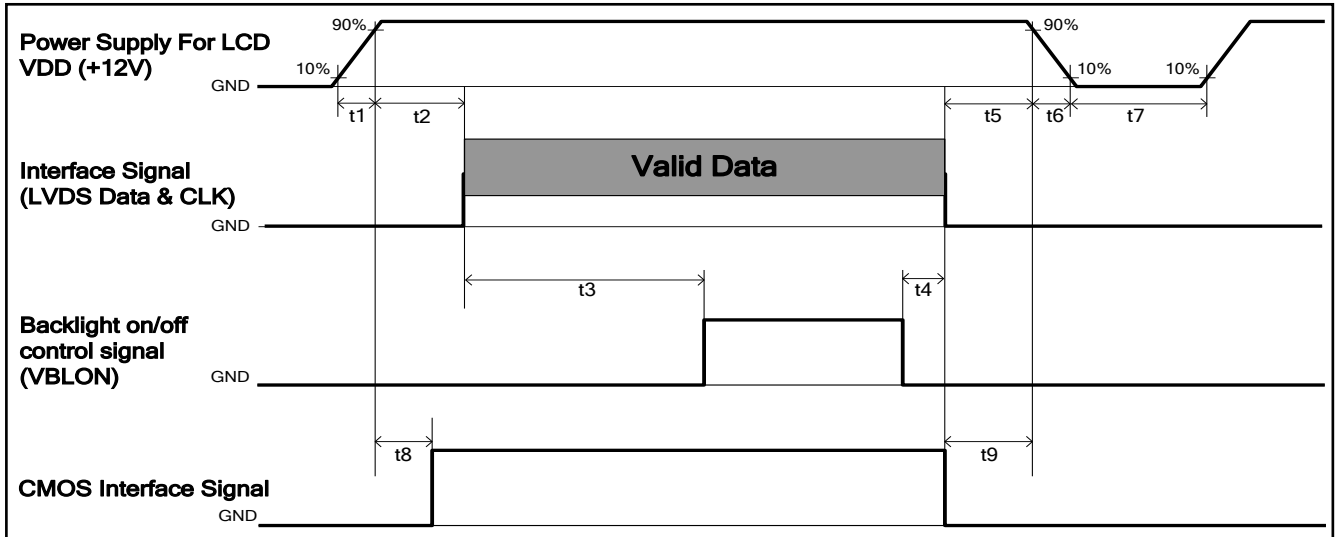 90%
90%
Power Supply For LCD
VDD (+12V)
10%
10%
10%
GND
t1
t2
t5
t6
t7
Valid Data
Interface Signal
(LVDS Data & CLK)
GND
t3
t4
Backlight on/off
control signal
(VBLON)
GND
t8
t9
CMOS Interface Signal
GND